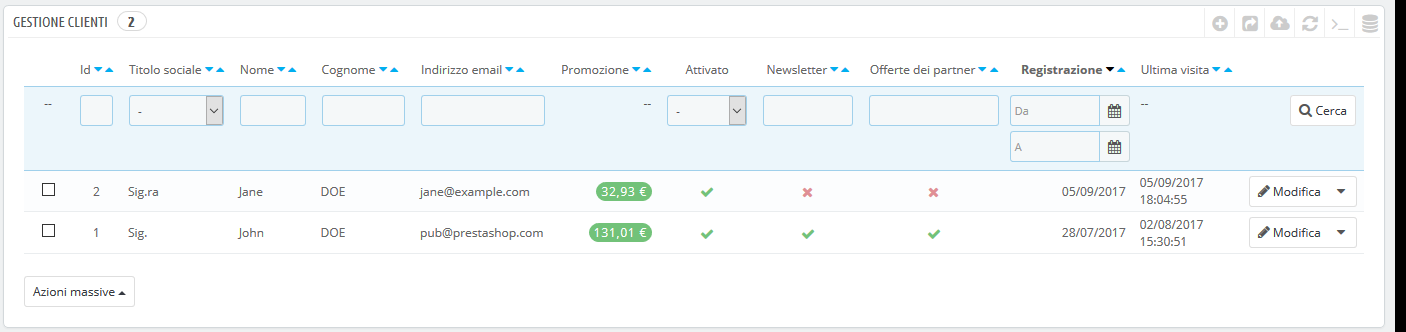 GESTIONE CLIENTI 2
Id Titolo sociale Nome Cognome Indirizzo email Promozione Attivato Newsletter Offerte dei partner Registrazione Ultima visita
-- - -- - Da -- Cerca
A
2 Sig.ra Jane DOE jane@example.com 32,93 € 05/09/2017 05/09/2017 18:04:55 Modifica
1 Sig. John DOE pub@prestashop.com 131,01 € 28/07/2017 02/08/2017 15:30:51 Modifica
Azioni massive